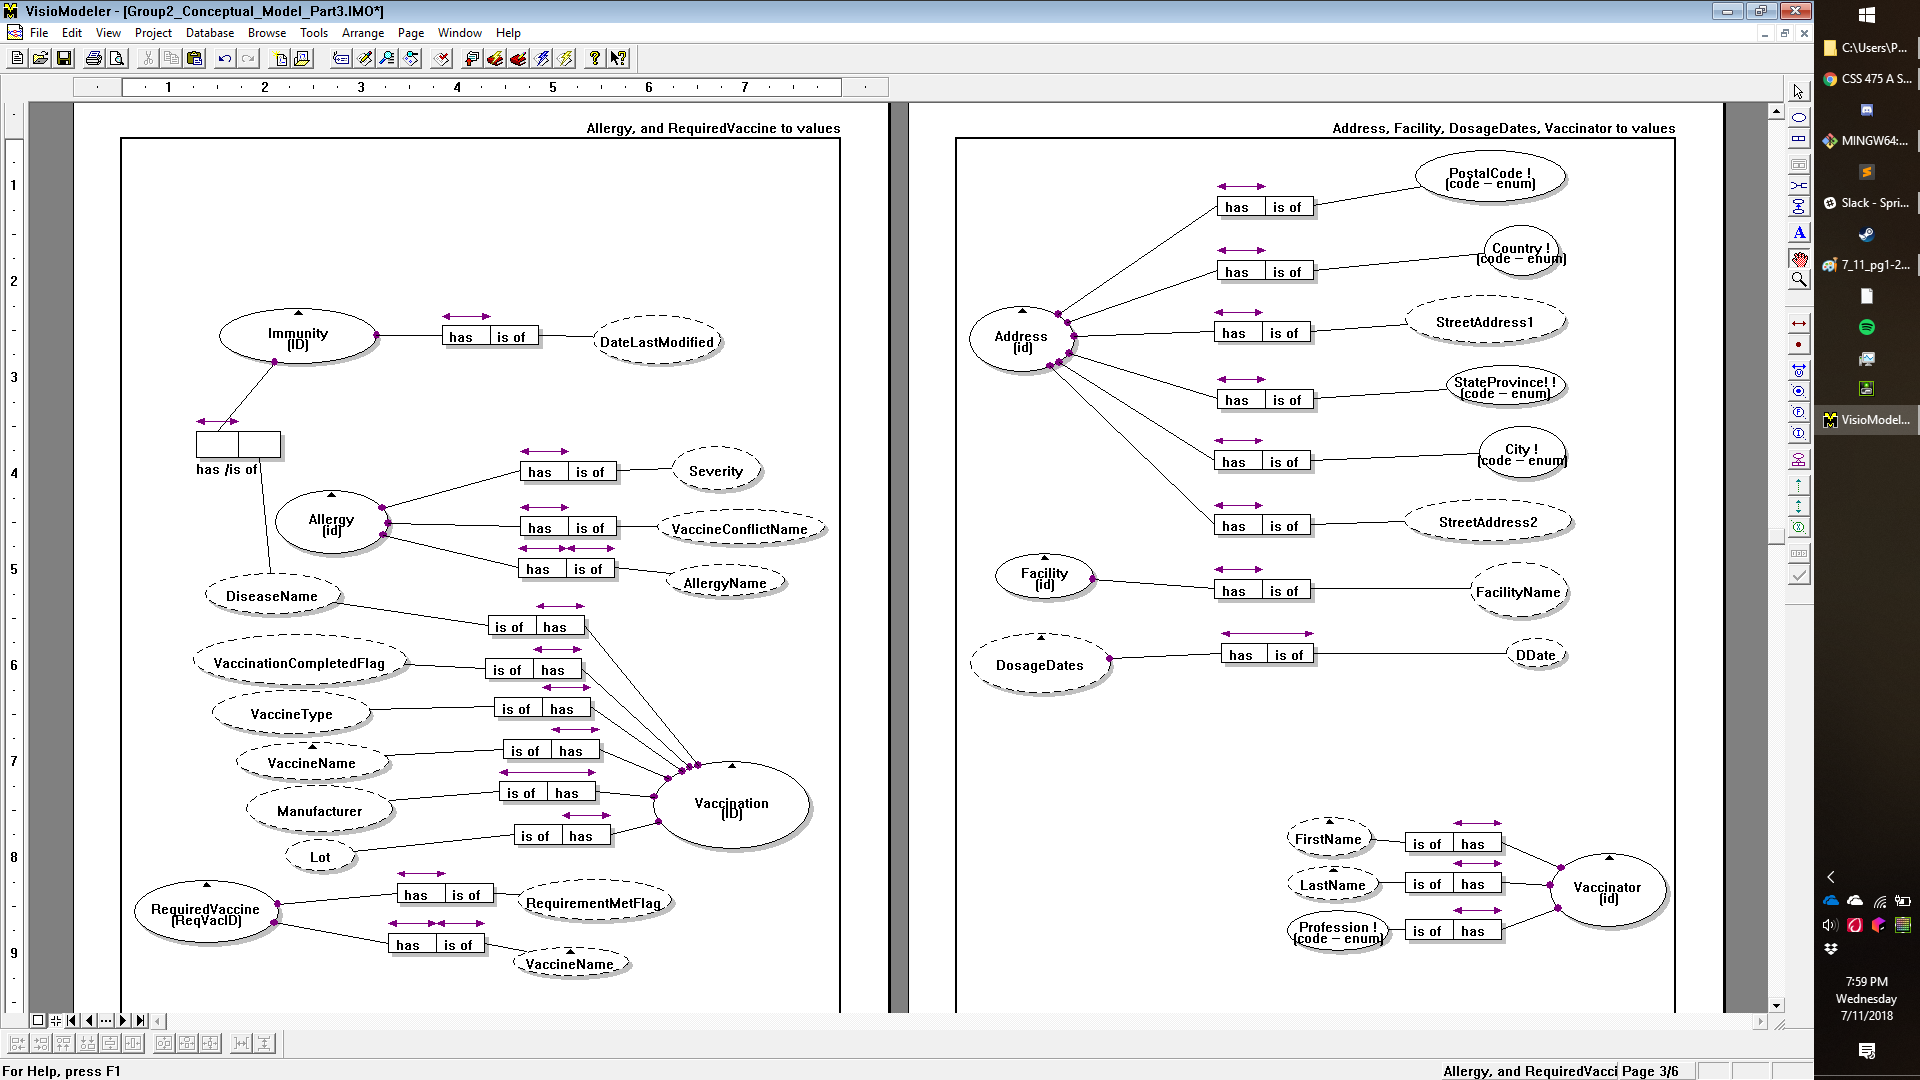 VisioModeler - [Group2_Conceptual_Model_Part3.IMO*]
File Edit View Project Database Browse Tools Arrange Page Window Help
1 2 3 4 5 6 7
Allergy, and RequiredVaccine to values
1
2
3
4
5
6
7
8
9
Immunity
(ID)
has is of
DateLastModified
has /is of
Allergy
(id)
has is of
Severity
has is of
VaccineConflictName
has is of
AllergyName
DiseaseName
is of has
VaccinationCompletedFlag
is of has
VaccineType
is of has
VaccineName
is of has
Manufacturer
is of has
Lot
is of has
Vaccination
(ID)
RequiredVaccine
(ReqVacID)
has is of
RequirementMetFlag
has is of
VaccineName
Address, Facility, DosageDates, Vaccinator to values
Address
(id)
has is of
PostalCode !
(code – enum)
has is of
Country !
(code – enum)
has is of
StreetAddress1
has is of
StateProvince! !
(code – enum)
has is of
City !
(code – enum)
has is of
StreetAddress2
Facility
(id)
has is of
FacilityName
DosageDates
has is of
DDate
FirstName
is of has
LastName
is of has
Profession !
(code – enum)
is of has
Vaccinator
(id)
For Help, press F1
Allergy, and RequiredVacci Page 3/6
C:\Users\P...
CSS 475 A S...
MINGW64:...
Slack - Spri...
7_11_pg1-2...
VisioModel...
7:59 PM
Wednesday
7/11/2018